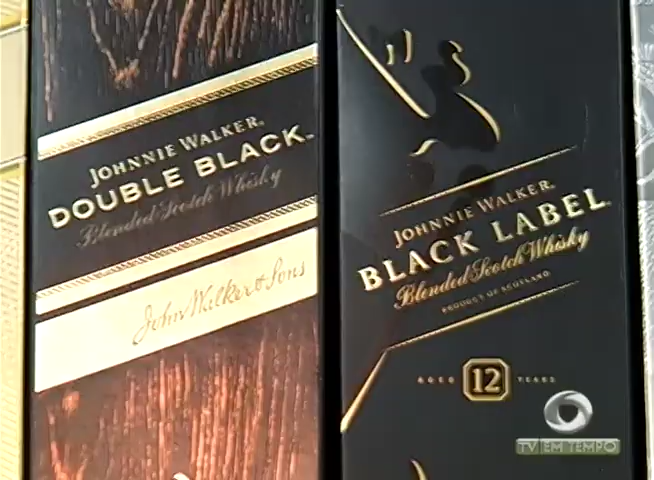 JOHNNIE WALKER.
DOUBLE BLACK™
Blended Scotch Whisky
John Walker & Sons
JOHNNIE WALKER.
BLACK LABEL
Blended Scotch Whisky
PRODUCT OF SCOTLAND
AGED 12 YEARS
TV EM TEMPO